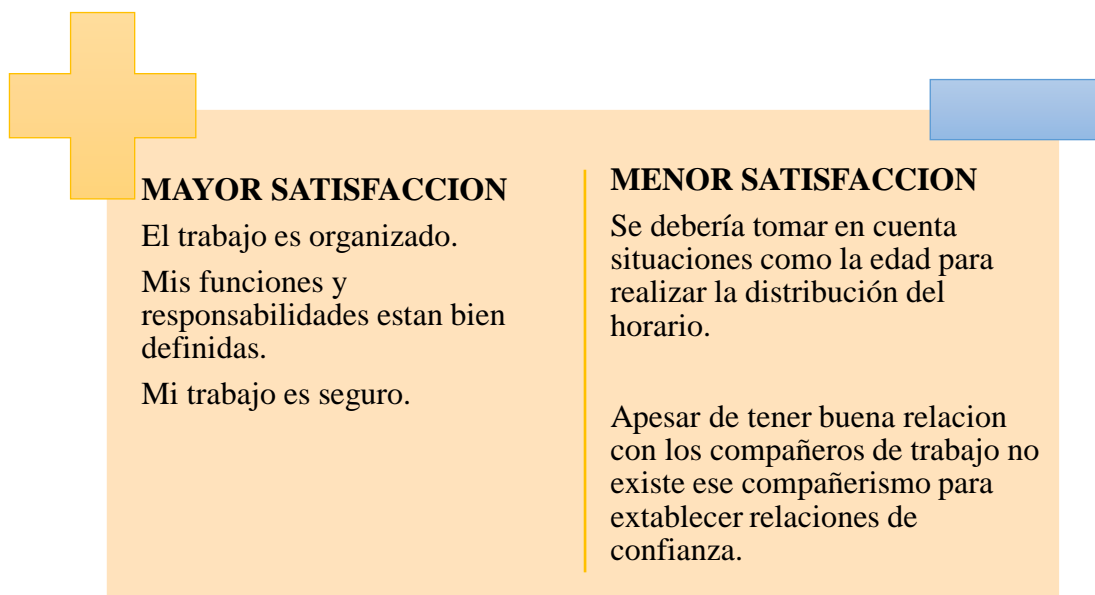 MAYOR SATISFACCION
El trabajo es organizado.
Mis funciones y
responsabilidades estan bien
definidas.
Mi trabajo es seguro.
MENOR SATISFACCION
Se debería tomar en cuenta
situaciones como la edad para
realizar la distribución del
horario.
Apesar de tener buena relacion
con los compañeros de trabajo no
existe ese compañerismo para
extablecer relaciones de
confianza.